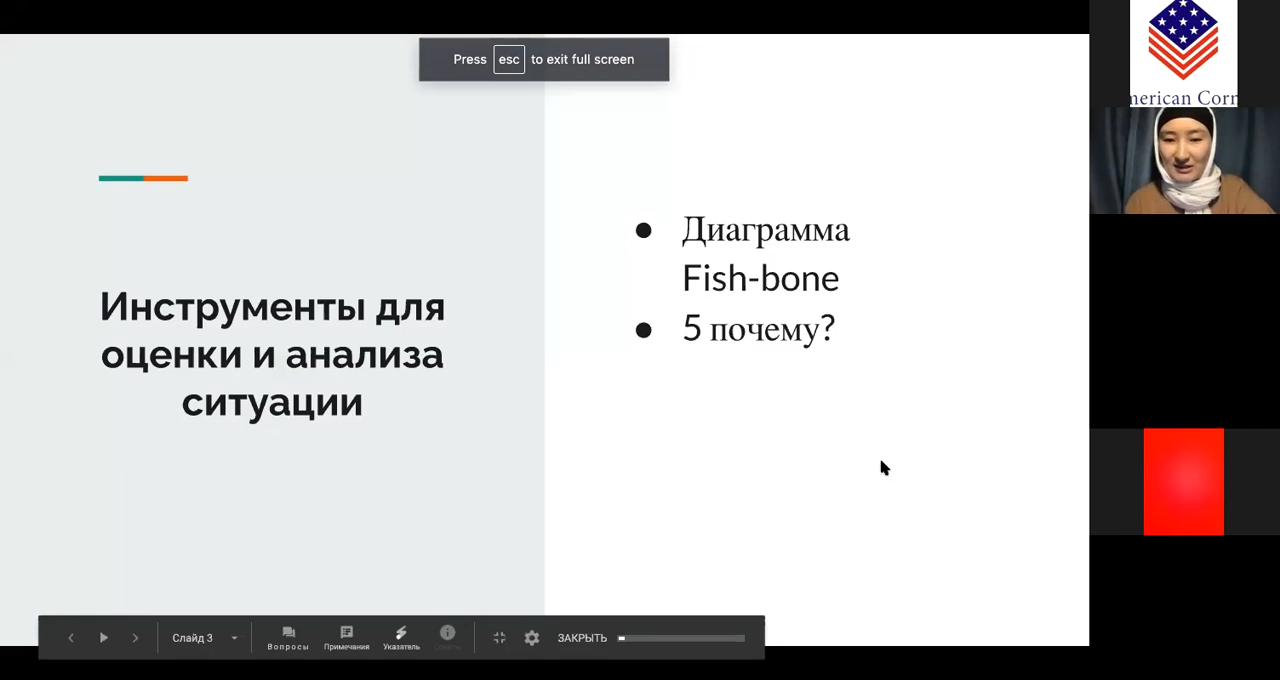 Press esc to exit full screen
merican Corn
Инструменты для
оценки и анализа
ситуации
● Диаграмма
Fish-bone
● 5 почему?
Слайд 3
Вопросы
Примечания
Указатель
ЗАКРЫТЬ